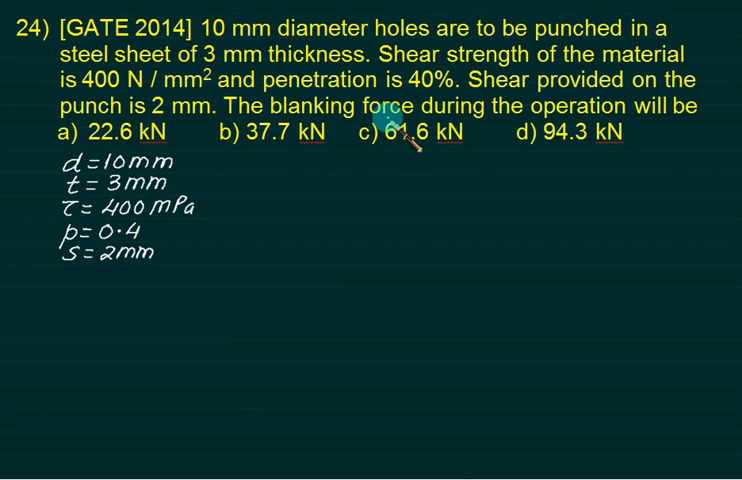 24) [GATE 2014] 10 mm diameter holes are to be punched in a
steel sheet of 3 mm thickness. Shear strength of the material
is 400 N / mm² and penetration is 40%. Shear provided on the
punch is 2 mm. The blanking force during the operation will be
a) 22.6 kN b) 37.7 kN c) 61.6 kN d) 94.3 kN
d = 10mm
t = 3mm
τ = 400 MPa
p = 0.4
S = 2mm